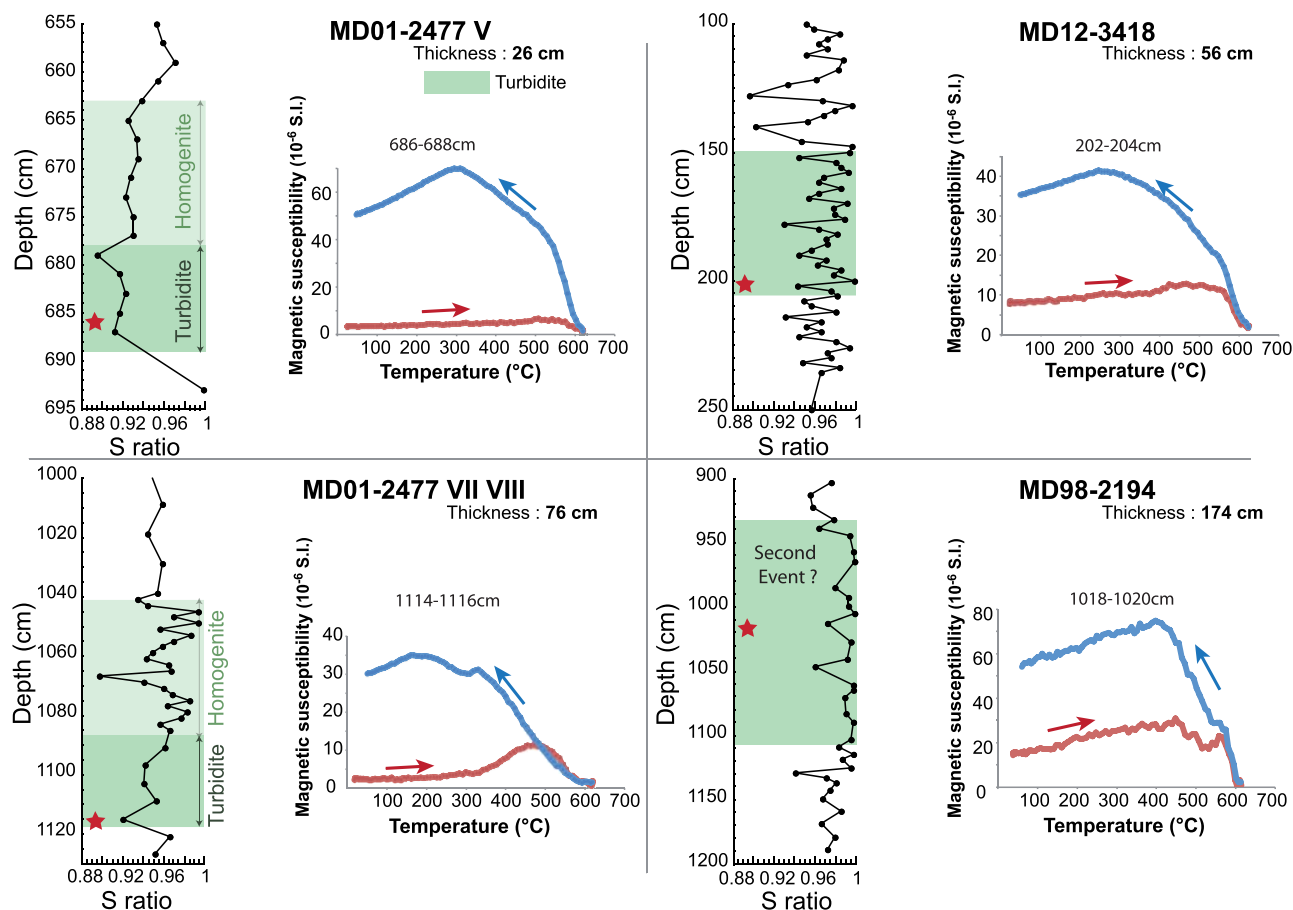 MD01-2477 V
Thickness : 26 cm
Turbidite
655
660
665
670
675
680
685
690
695
Depth (cm)
Homogenite
Turbidite
0.88 0.92 0.96 1
S ratio
686-688cm
Magnetic susceptibility (10⁻⁶ S.I.)
60
40
20
0
100 200 300 400 500 600 700
Temperature (°C)
MD12-3418
Thickness : 56 cm
100
150
200
250
Depth (cm)
0.88 0.92 0.96 1
S ratio
202-204cm
Magnetic susceptibility (10⁻⁶ S.I.)
40
30
20
10
0
100 200 300 400 500 600 700
Temperature (°C)
MD01-2477 VII VIII
Thickness : 76 cm
1000
1020
1040
1060
1080
1100
1120
Depth (cm)
Homogenite
Turbidite
0.88 0.92 0.96 1
S ratio
1114-1116cm
Magnetic susceptibility (10⁻⁶ S.I.)
40
30
20
10
0
100 200 300 400 500 600 700
Temperature (°C)
MD98-2194
Thickness : 174 cm
900
950
1000
1050
1100
1150
1200
Depth (cm)
Second
Event ?
0.88 0.92 0.96 1
S ratio
1018-1020cm
Magnetic susceptibility (10⁻⁶ S.I.)
80
60
40
20
0
100 200 300 400 500 600 700
Temperature (°C)